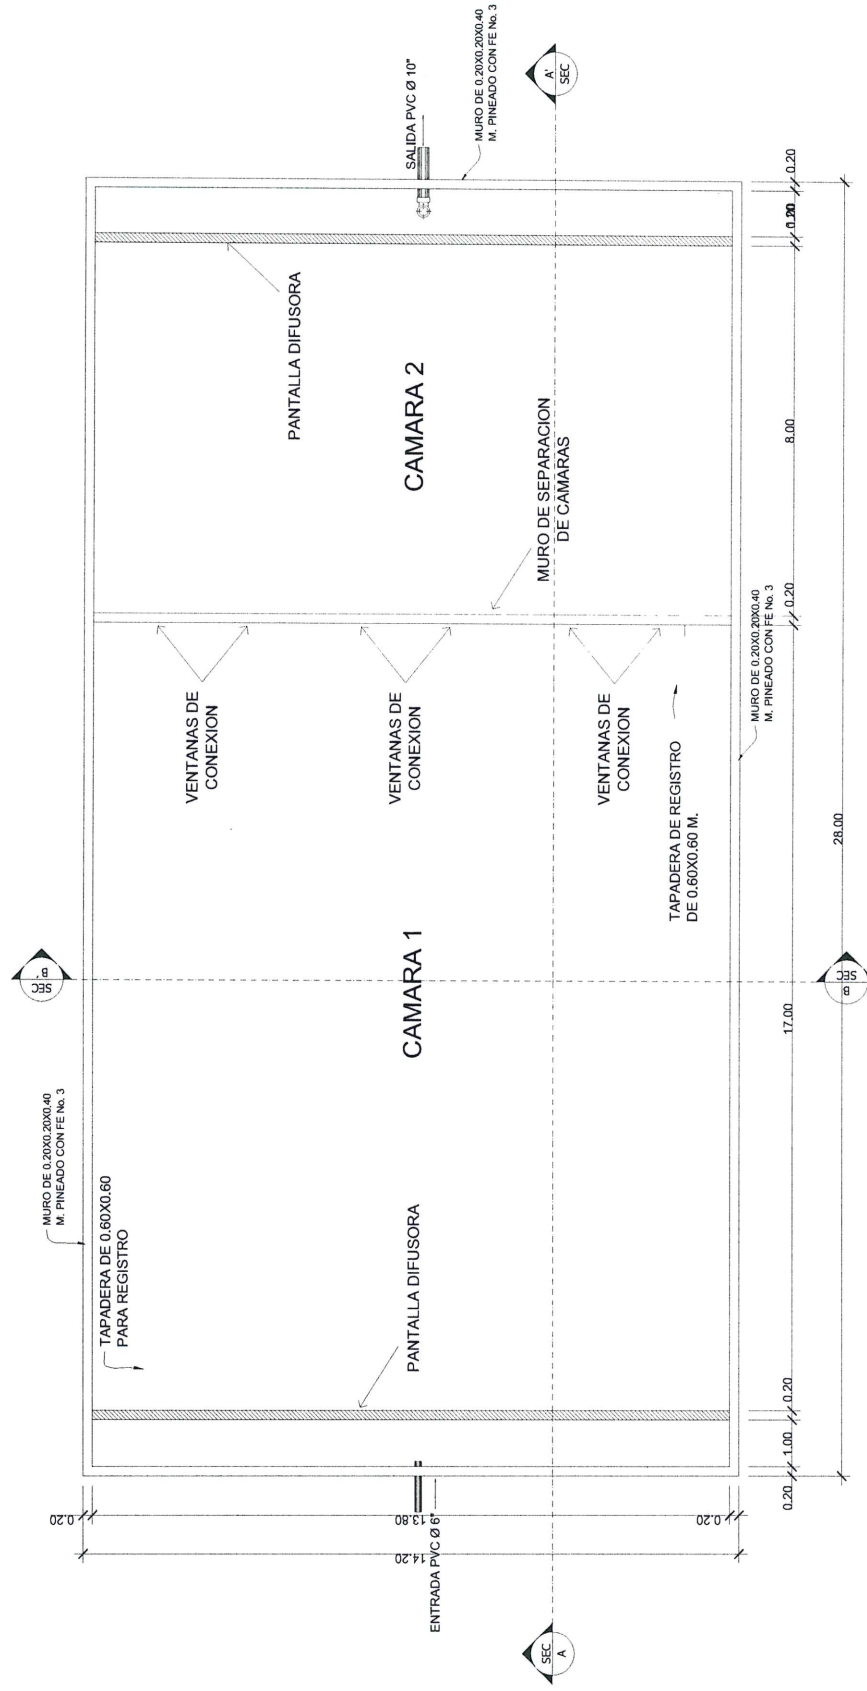 MURO DE 0.20X0.20X0.40
M. PINEADO CON FE No. 3
TAPADERA DE 0.60X0.60
PARA REGISTRO
SEC
B'
PANTALLA DIFUSORA
CAMARA 1
VENTANAS DE
CONEXION
VENTANAS DE
CONEXION
VENTANAS DE
CONEXION
TAPADERA DE REGISTRO
DE 0.60X0.60 M.
MURO DE SEPARACION
DE CAMARAS
CAMARA 2
PANTALLA DIFUSORA
SALIDA PVC Ø 10"
MURO DE 0.20X0.20X0.40
M. PINEADO CON FE No. 3
A'
SEC
MURO DE 0.20X0.20X0.40
M. PINEADO CON FE No. 3
ENTRADA PVC Ø 6"
SEC
A
0.20
13.80
0.20
14.20
0.20
1.00
0.20
17.00
0.20
8.00
0.20
28.00
SEC
B